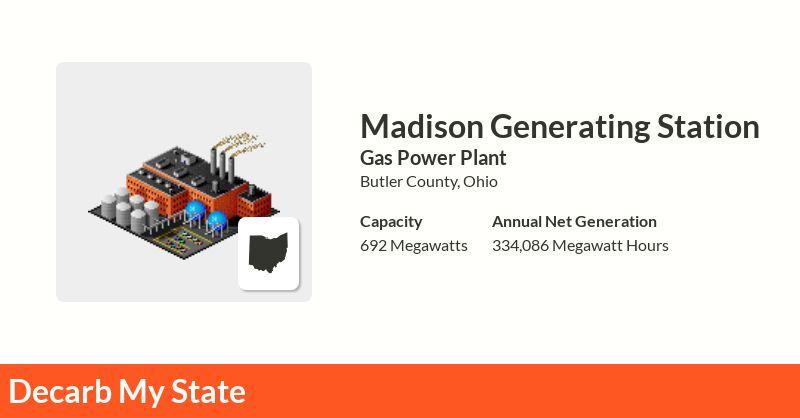 Madison Generating Station
Gas Power Plant
Butler County, Ohio
Capacity
692 Megawatts
Annual Net Generation
334,086 Megawatt Hours
Decarb My State